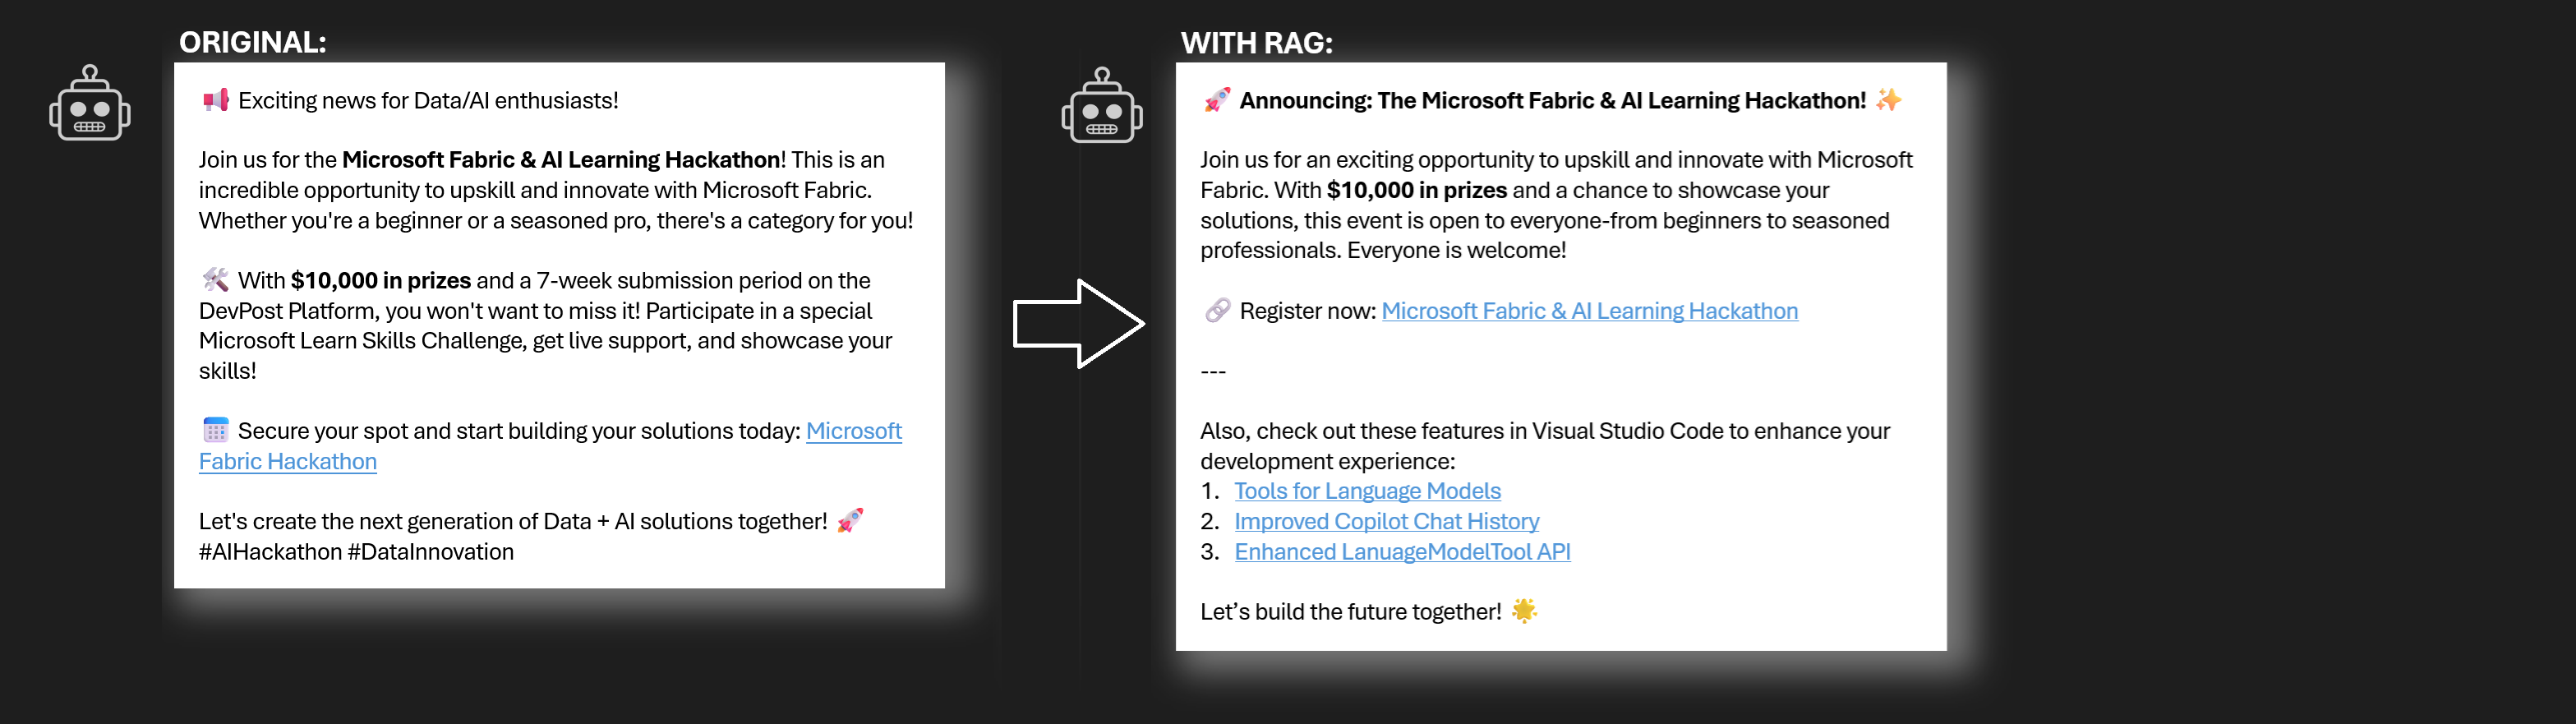 ORIGINAL:
📢 Exciting news for Data/AI enthusiasts!
Join us for the Microsoft Fabric & AI Learning Hackathon! This is an
incredible opportunity to upskill and innovate with Microsoft Fabric.
Whether you're a beginner or a seasoned pro, there's a category for you!
🛠️ With $10,000 in prizes and a 7-week submission period on the
DevPost Platform, you won't want to miss it! Participate in a special
Microsoft Learn Skills Challenge, get live support, and showcase your
skills!
📅 Secure your spot and start building your solutions today: Microsoft
Fabric Hackathon
Let's create the next generation of Data + AI solutions together! 🚀
#AIHackathon #DataInnovation
WITH RAG:
🚀 Announcing: The Microsoft Fabric & AI Learning Hackathon! ✨
Join us for an exciting opportunity to upskill and innovate with Microsoft
Fabric. With $10,000 in prizes and a chance to showcase your
solutions, this event is open to everyone-from beginners to seasoned
professionals. Everyone is welcome!
🔗 Register now: Microsoft Fabric & AI Learning Hackathon
---
Also, check out these features in Visual Studio Code to enhance your
development experience:
1. Tools for Language Models
2. Improved Copilot Chat History
3. Enhanced LanuageModelTool API
Let’s build the future together! 🌟